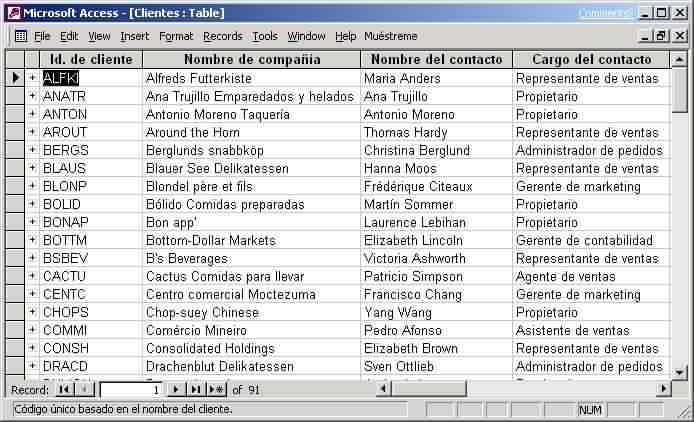 Microsoft Access - [Clientes : Table]
Comments!
File Edit View Insert Format Records Tools Window Help Muéstreme
Id. de cliente Nombre de compañia Nombre del contacto Cargo del contacto
ALFKI Alfreds Futterkiste Maria Anders Representante de ventas
ANATR Ana Trujillo Emparedados y helados Ana Trujillo Propietario
ANTON Antonio Moreno Taquería Antonio Moreno Propietario
AROUT Around the Horn Thomas Hardy Representante de ventas
BERGS Berglunds snabbköp Christina Berglund Administrador de pedidos
BLAUS Blauer See Delikatessen Hanna Moos Representante de ventas
BLONP Blondel père et fils Frédérique Citeaux Gerente de marketing
BOLID Bólido Comidas preparadas Martín Sommer Propietario
BONAP Bon app' Laurence Lebihan Propietario
BOTTM Bottom-Dollar Markets Elizabeth Lincoln Gerente de contabilidad
BSBEV B's Beverages Victoria Ashworth Representante de ventas
CACTU Cactus Comidas para llevar Patricio Simpson Agente de ventas
CENTC Centro comercial Moctezuma Francisco Chang Gerente de marketing
CHOPS Chop-suey Chinese Yang Wang Propietario
COMMI Comércio Mineiro Pedro Afonso Asistente de ventas
CONSH Consolidated Holdings Elizabeth Brown Representante de ventas
DRACD Drachenblut Delikatessen Sven Ottlieb Administrador de pedidos
Record: 1 of 91
Código único basado en el nombre del cliente. NUM